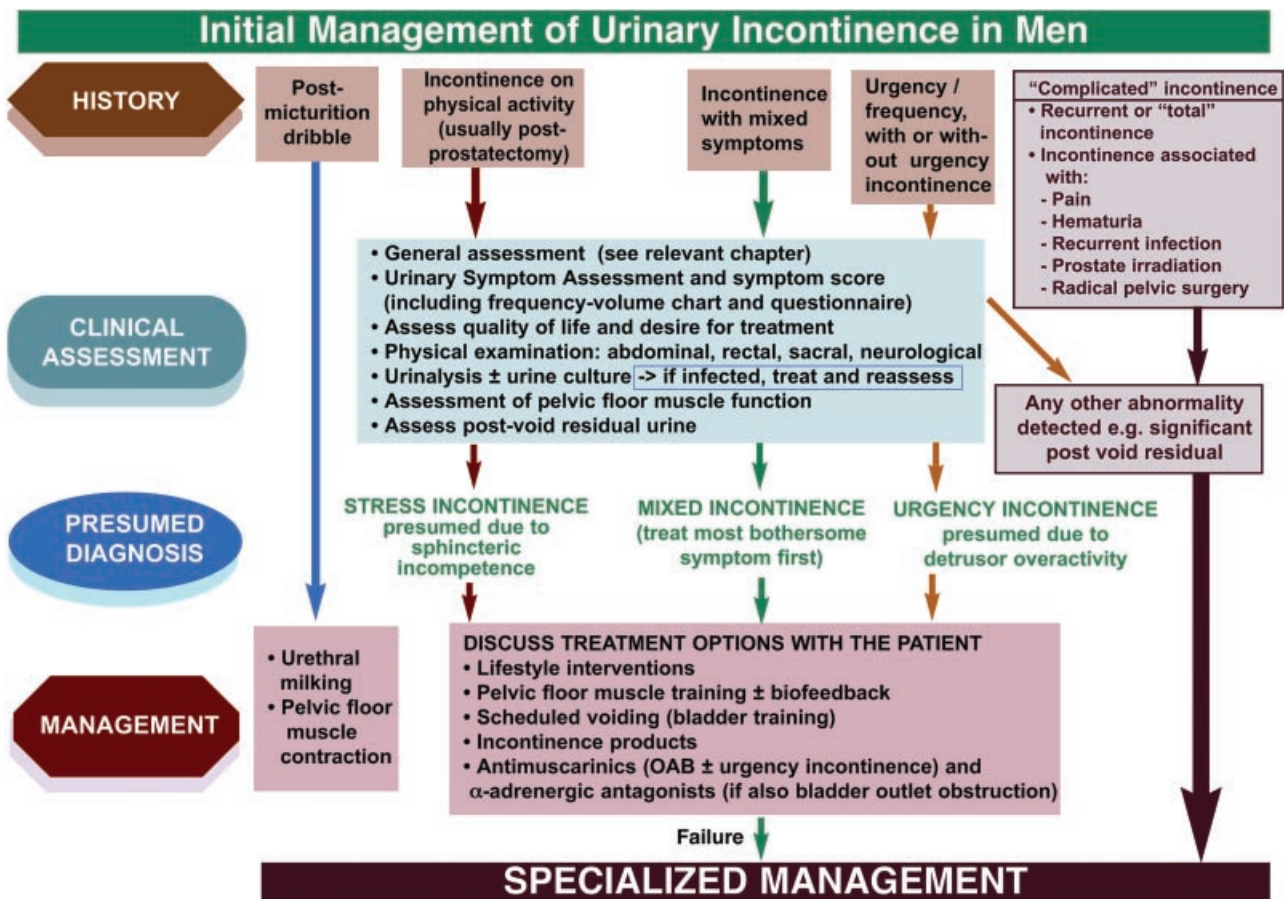 Initial Management of Urinary Incontinence in Men
HISTORY
Post-
micturition
dribble
Incontinence on
physical activity
(usually post-
prostatectomy)
Incontinence
with mixed
symptoms
Urgency /
frequency,
with or with-
out urgency
incontinence
“Complicated” incontinence
• Recurrent or “total”
incontinence
• Incontinence associated
with:
- Pain
- Hematuria
- Recurrent infection
- Prostate irradiation
- Radical pelvic surgery
CLINICAL
ASSESSMENT
• General assessment (see relevant chapter)
• Urinary Symptom Assessment and symptom score
(including frequency-volume chart and questionnaire)
• Assess quality of life and desire for treatment
• Physical examination: abdominal, rectal, sacral, neurological
• Urinalysis ± urine culture -> if infected, treat and reassess
• Assessment of pelvic floor muscle function
• Assess post-void residual urine
Any other abnormality
detected e.g. significant
post void residual
PRESUMED
DIAGNOSIS
STRESS INCONTINENCE
presumed due to
sphincteric
incompetence
MIXED INCONTINENCE
(treat most bothersome
symptom first)
URGENCY INCONTINENCE
presumed due to
detrusor overactivity
MANAGEMENT
• Urethral
milking
• Pelvic floor
muscle
contraction
DISCUSS TREATMENT OPTIONS WITH THE PATIENT
• Lifestyle interventions
• Pelvic floor muscle training ± biofeedback
• Scheduled voiding (bladder training)
• Incontinence products
• Antimuscarinics (OAB ± urgency incontinence) and
α-adrenergic antagonists (if also bladder outlet obstruction)
Failure
SPECIALIZED MANAGEMENT